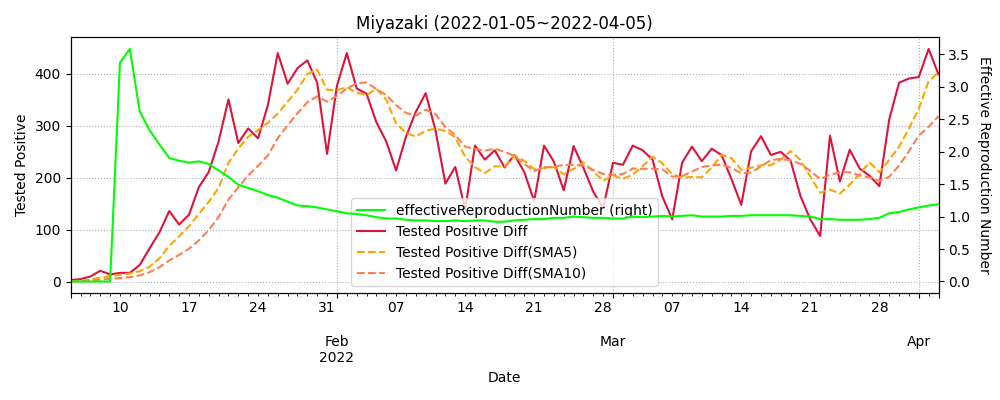 Miyazaki (2022-01-05~2022-04-05)
Tested Positive
400
300
200
100
0
3.5
3.0
2.5
2.0
1.5
1.0
0.5
0.0
Effective Reproduction Number
effectiveReproductionNumber (right)
Tested Positive Diff
Tested Positive Diff(SMA5)
Tested Positive Diff(SMA10)
10 17 24 31 07 14 21 28 07 14 21 28
Feb Mar Apr
2022
Date